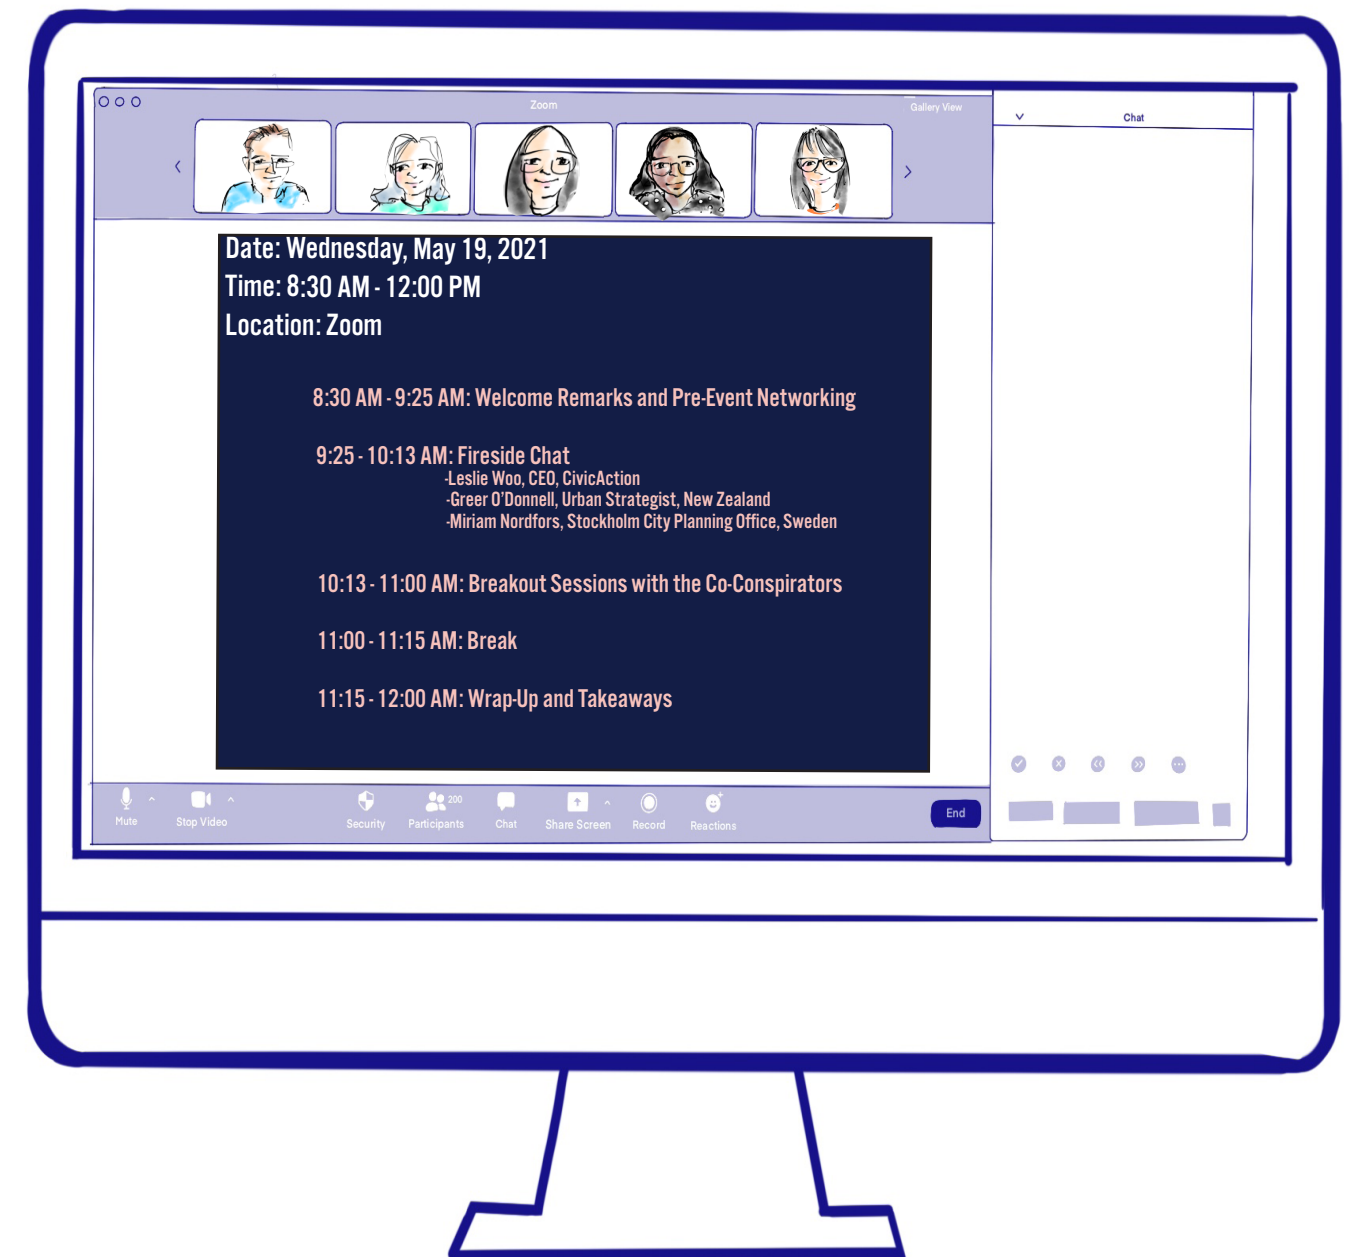 Zoom
Gallery View
Chat
Date: Wednesday, May 19, 2021
Time: 8:30 AM - 12:00 PM
Location: Zoom
8:30 AM - 9:25 AM: Welcome Remarks and Pre-Event Networking
9:25 - 10:13 AM: Fireside Chat
-Leslie Woo, CEO, CivicAction
-Greer O'Donnell, Urban Strategist, New Zealand
-Miriam Nordfors, Stockholm City Planning Office, Sweden
10:13 - 11:00 AM: Breakout Sessions with the Co-Conspirators
11:00 - 11:15 AM: Break
11:15 - 12:00 AM: Wrap-Up and Takeaways
200
Mute
Stop Video
Security
Participants
Chat
Share Screen
Record
Reactions
End